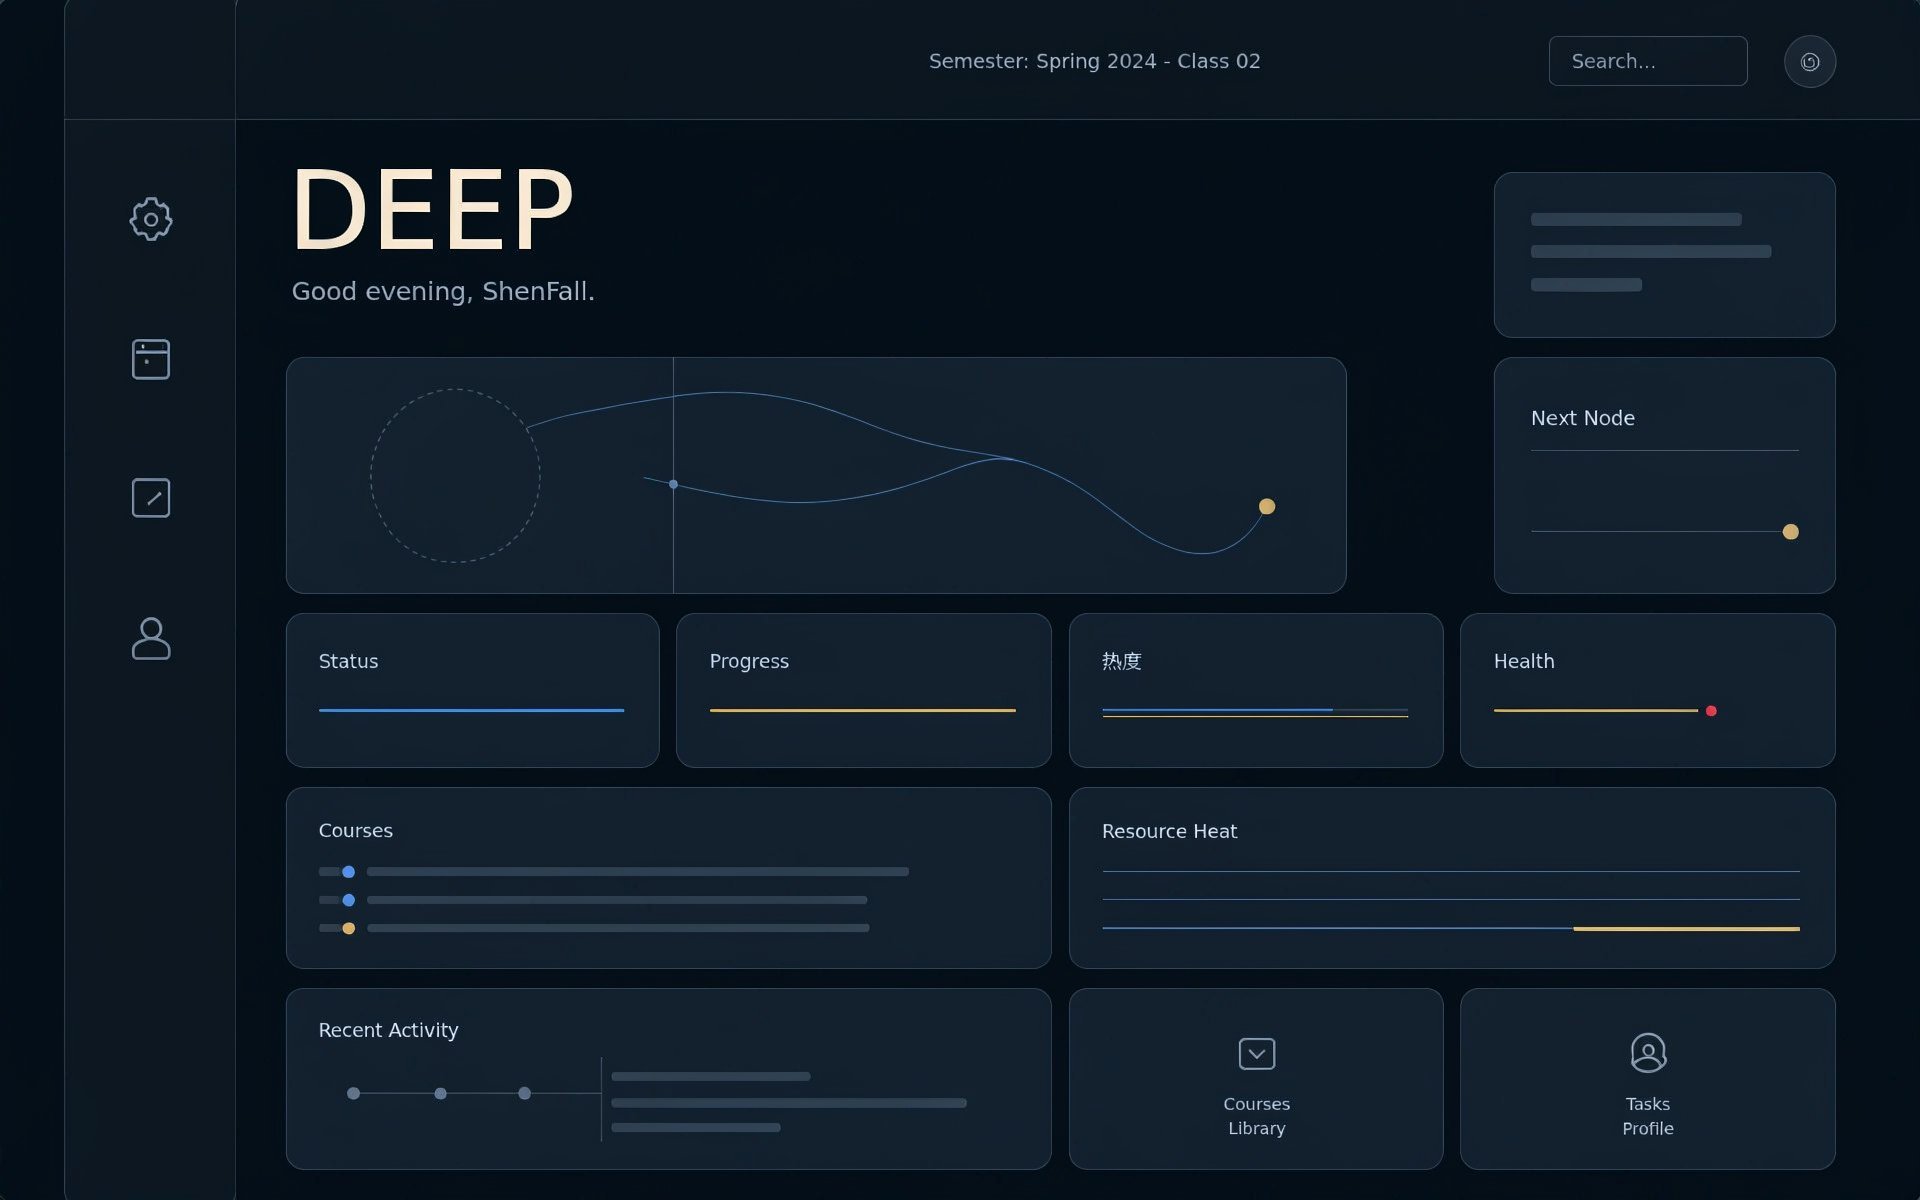 Semester: Spring 2024 - Class 02
Search...
DEEP
Good evening, ShenFall.
Next Node
Status
Progress
热度
Health
Courses
Resource Heat
Recent Activity
Courses
Library
Tasks
Profile